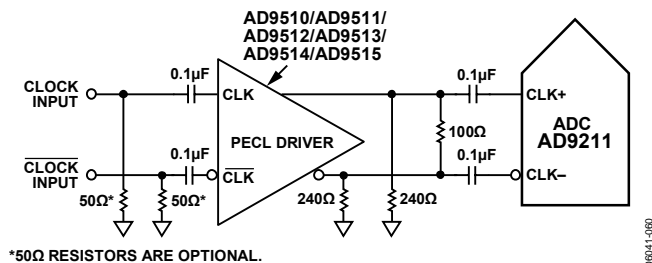 AD9510/AD9511/
AD9512/AD9513/
AD9514/AD9515
CLOCK
INPUT
0.1µF
CLK
PECL DRIVER
0.1µF
CLK+
ADC
AD9211
100Ω
CLOCK
INPUT
0.1µF
CLK
0.1µF
CLK–
50Ω*
50Ω*
240Ω
240Ω
*50Ω RESISTORS ARE OPTIONAL.
06041-060